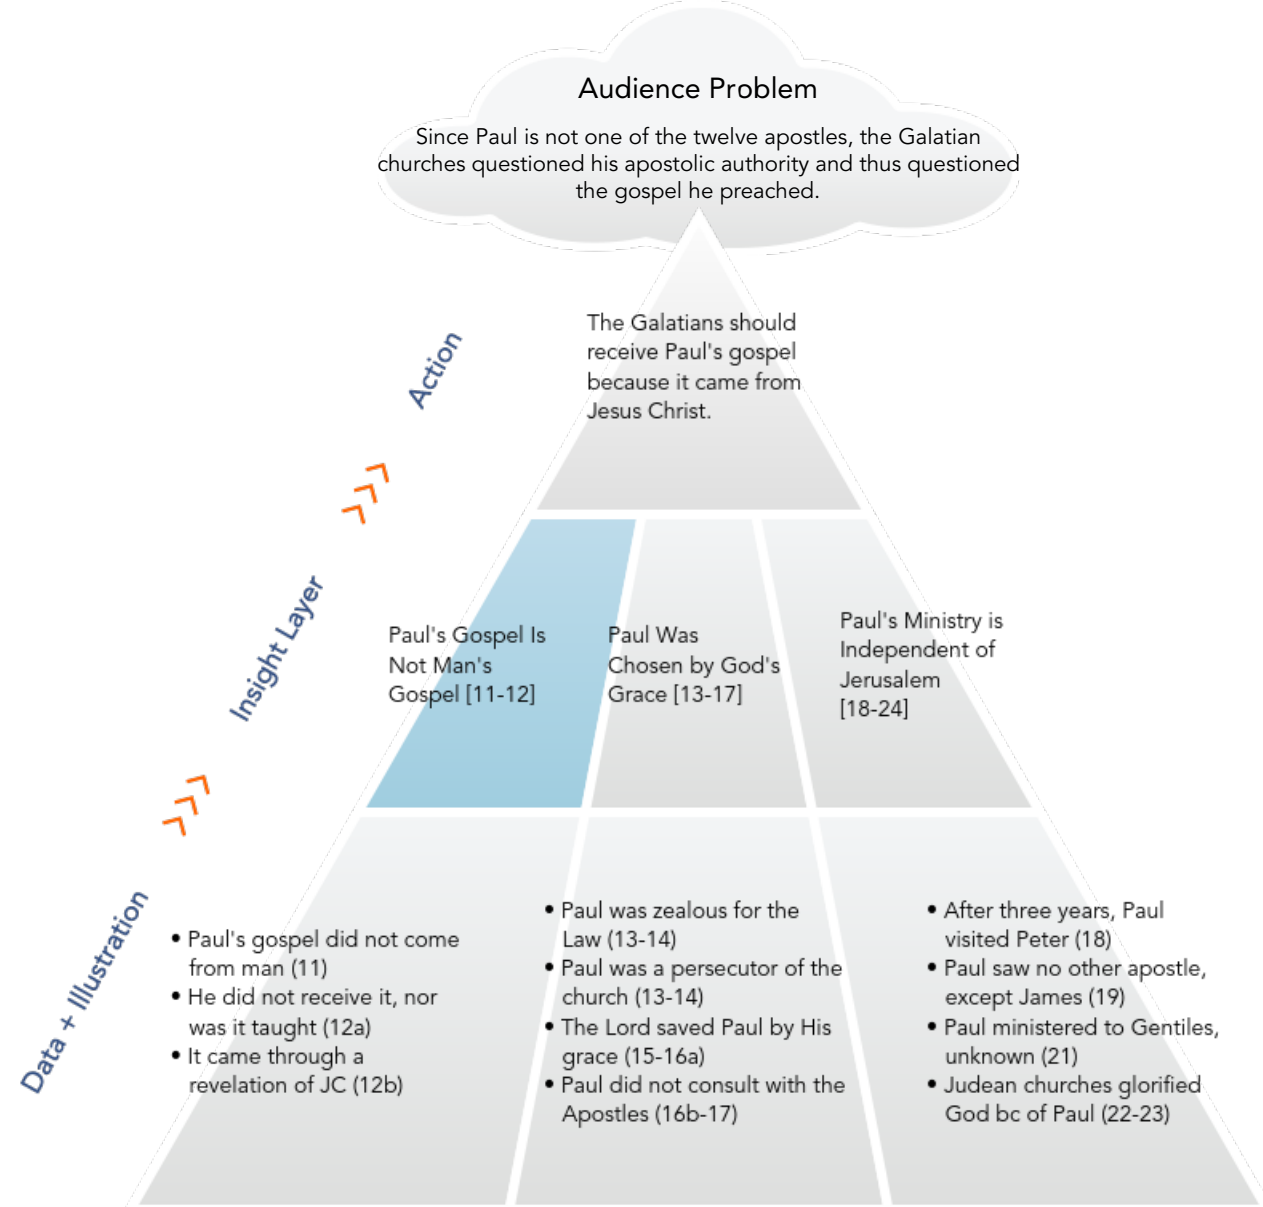 Audience Problem
Since Paul is not one of the twelve apostles, the Galatian
churches questioned his apostolic authority and thus questioned
the gospel he preached.
The Galatians should
receive Paul's gospel
because it came from
Jesus Christ.
Action
Insight Layer
Paul's Gospel Is
Not Man's
Gospel [11-12]
Paul Was
Chosen by God's
Grace [13-17]
Paul's Ministry is
Independent of
Jerusalem
[18-24]
Data + Illustration
• Paul's gospel did not come
from man (11)
• He did not receive it, nor
was it taught (12a)
• It came through a
revelation of JC (12b)
• Paul was zealous for the
Law (13-14)
• Paul was a persecutor of the
church (13-14)
• The Lord saved Paul by His
grace (15-16a)
• Paul did not consult with the
Apostles (16b-17)
• After three years, Paul
visited Peter (18)
• Paul saw no other apostle,
except James (19)
• Paul ministered to Gentiles,
unknown (21)
• Judean churches glorified
God bc of Paul (22-23)